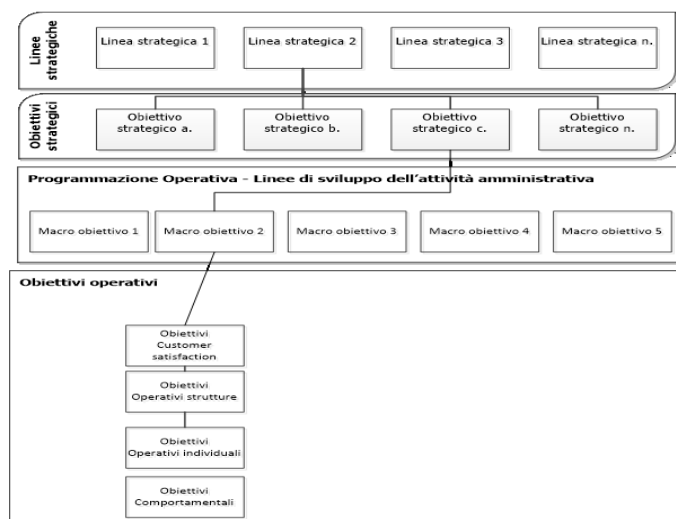 Linee
strategiche
Linea strategica 1
Linea strategica 2
Linea strategica 3
Linea strategica n.
Obiettivi
strategici
Obiettivo
strategico a.
Obiettivo
strategico b.
Obiettivo
strategico c.
Obiettivo
strategico n.
Programmazione Operativa - Linee di sviluppo dell'attività amministrativa
Macro obiettivo 1
Macro obiettivo 2
Macro obiettivo 3
Macro obiettivo 4
Macro obiettivo 5
Obiettivi operativi
Obiettivi
Customer
satisfaction
Obiettivi
Operativi strutture
Obiettivi
Operativi individuali
Obiettivi
Comportamentali